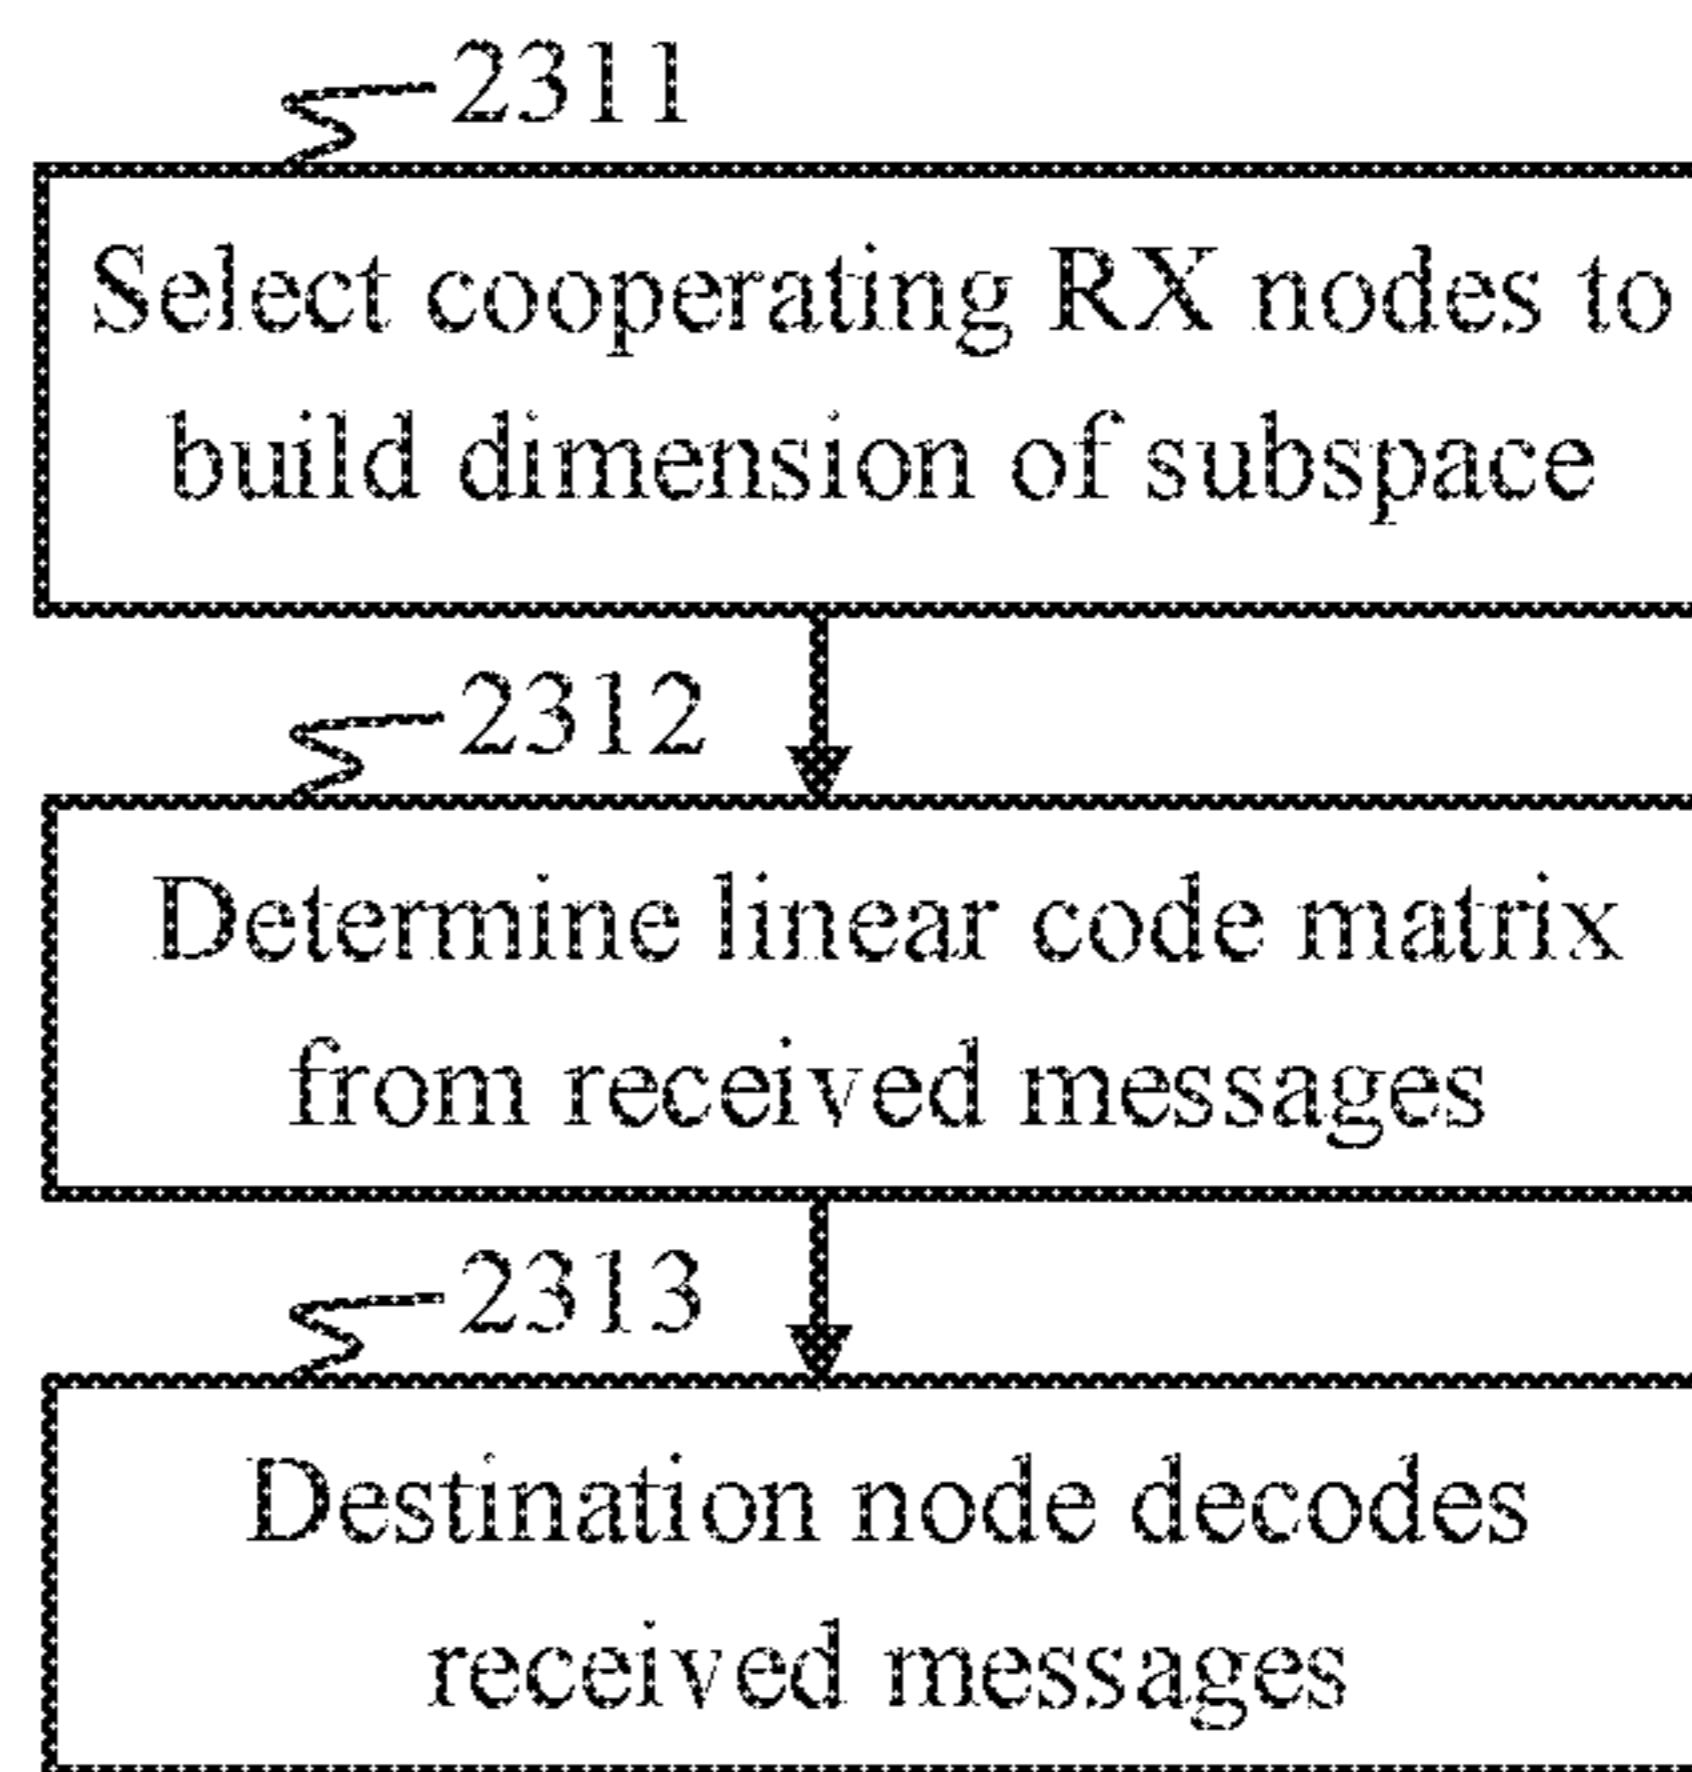 2311
Select cooperating RX nodes to
build dimension of subspace
2312
Determine linear code matrix
from received messages
2313
Destination node decodes
received messages